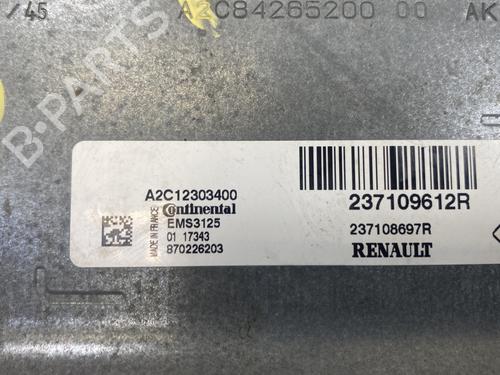 /45 A2C84265200 00 AK
B-PARTS
A2C12303400
Continental
EMS3125
01 17343
870226203
MADE IN FRANCE
237109612R
237108697R
RENAULT